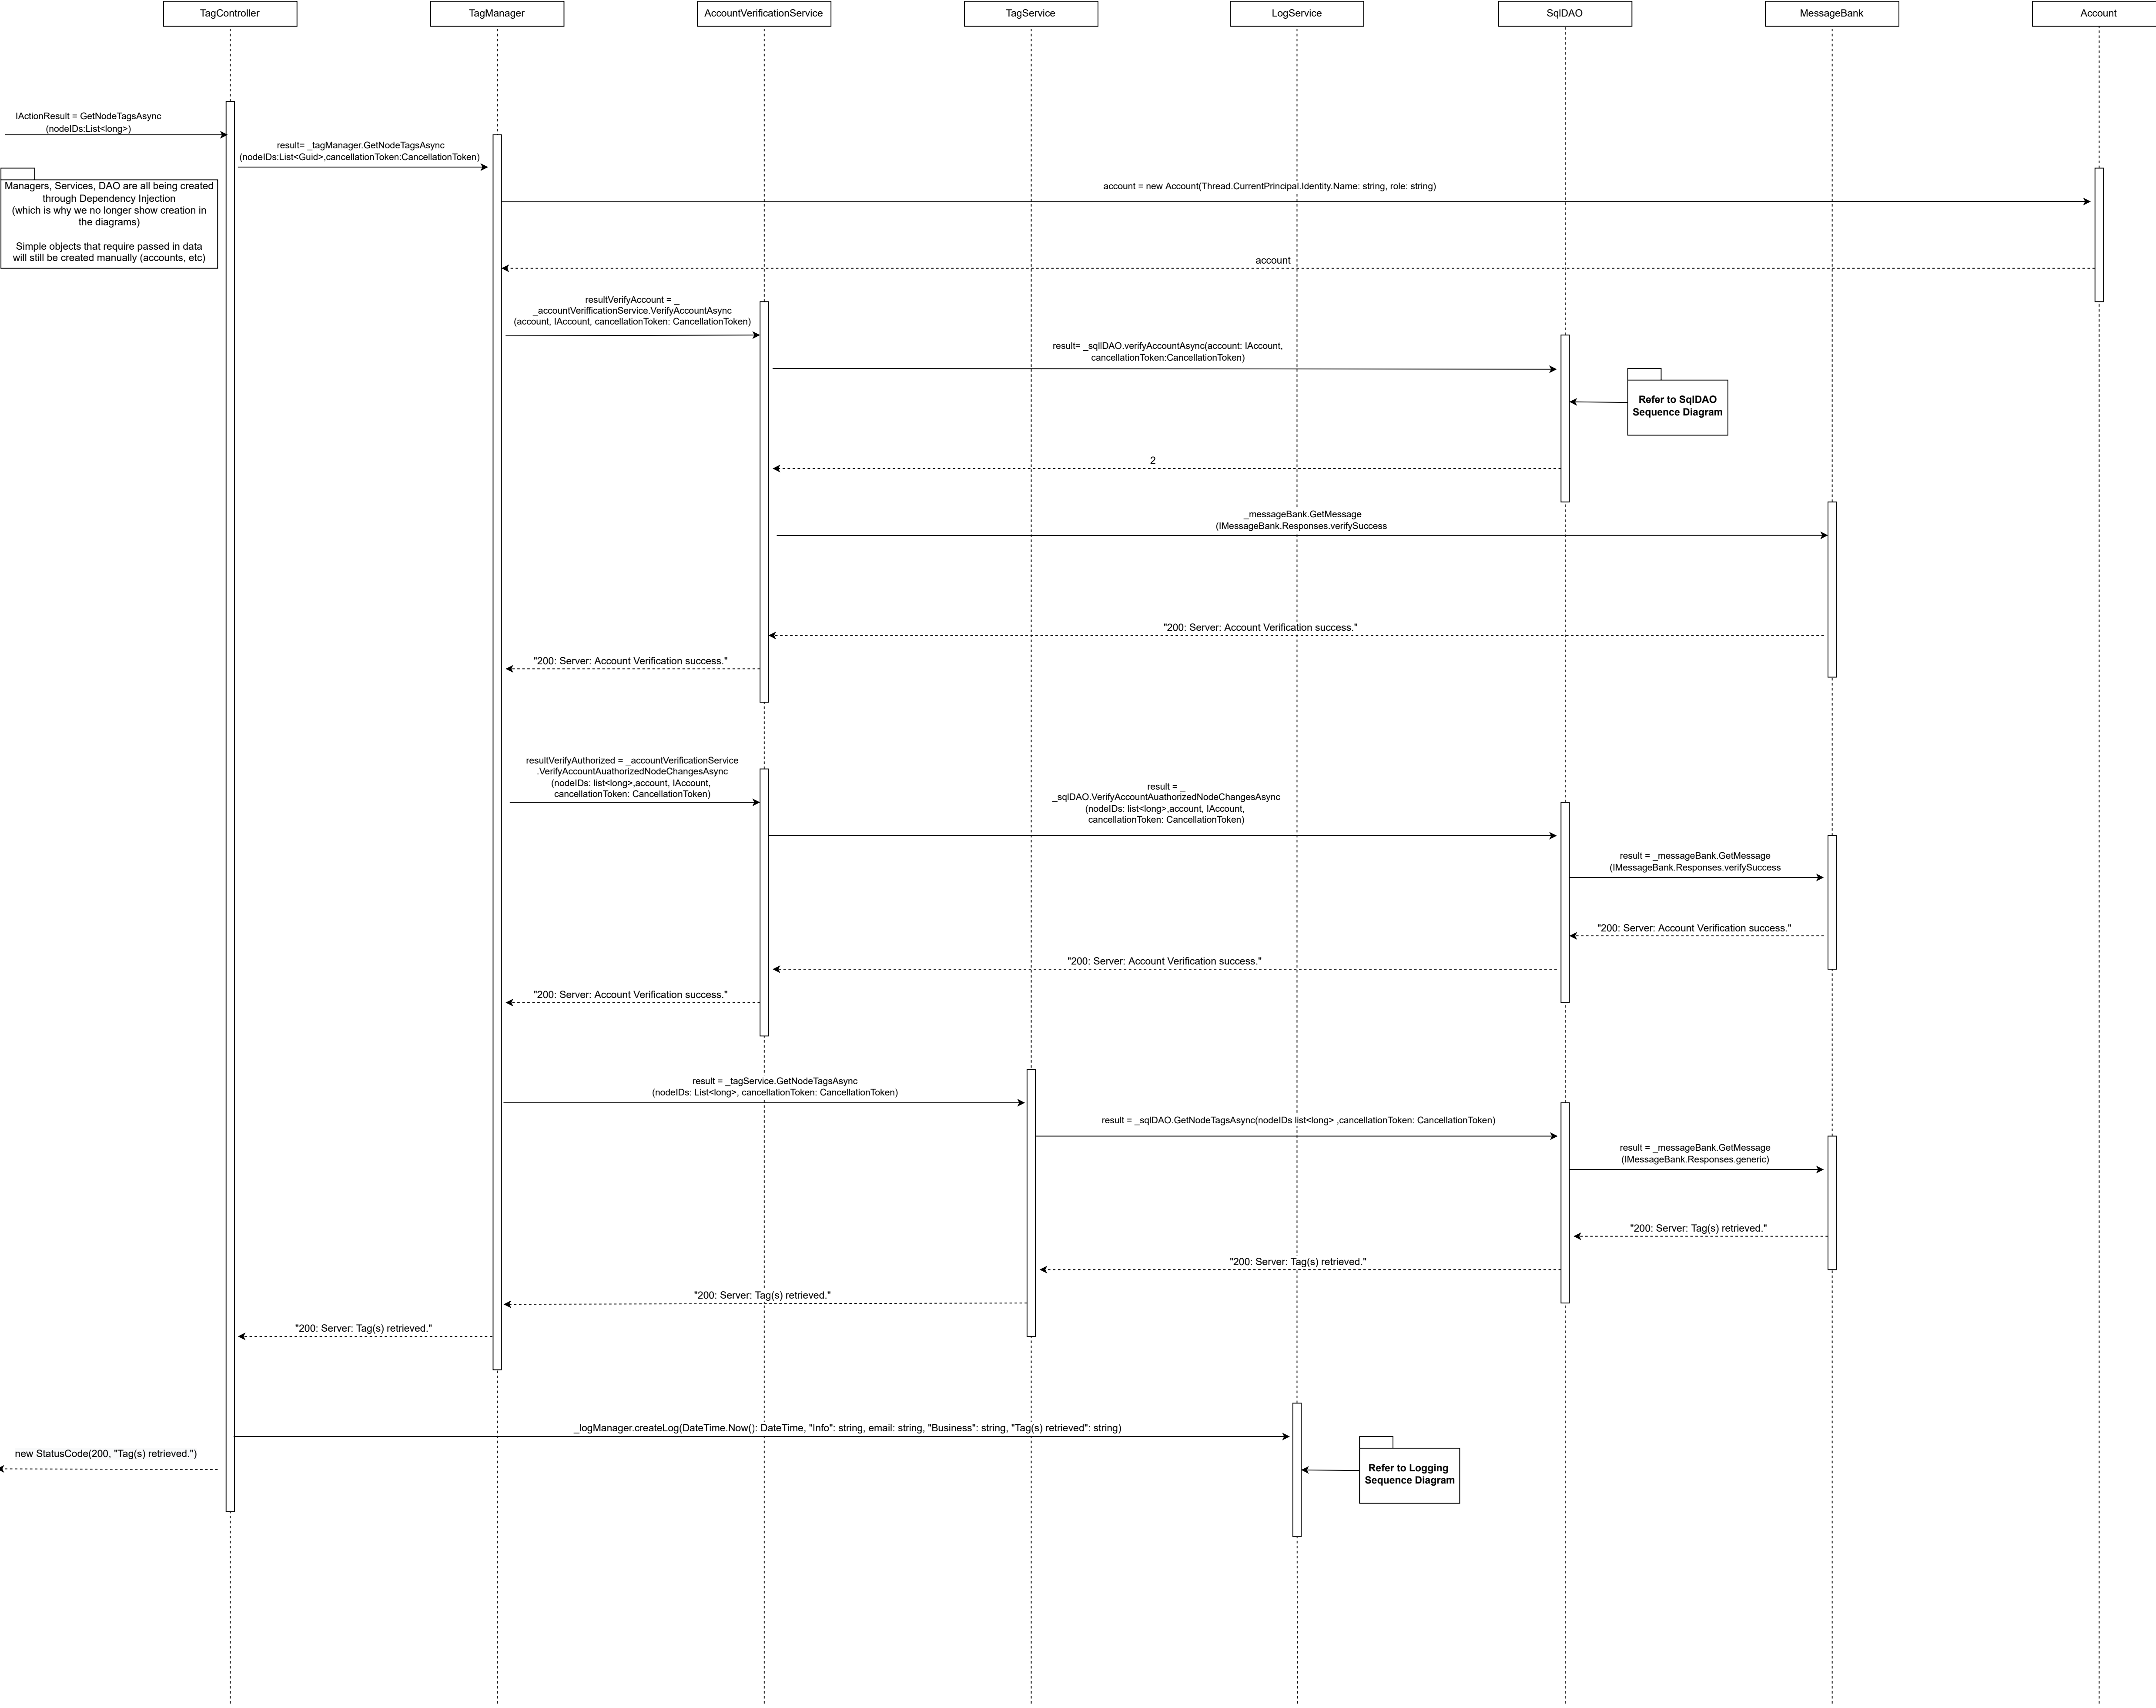 TagController
TagManager
AccountVerificationService
TagService
LogService
SqlDAO
MessageBank
Account
IActionResult = GetNodeTagsAsync
(nodeIDs:List<long>)
result= _tagManager.GetNodeTagsAsync
(nodeIDs:List<Guid>,cancellationToken:CancellationToken)
Managers, Services, DAO are all being created
through Dependency Injection
(which is why we no longer show creation in
the diagrams)
Simple objects that require passed in data
will still be created manually (accounts, etc)
account = new Account(Thread.CurrentPrincipal.Identity.Name: string, role: string)
account
resultVerifyAccount = _
_accountVeriffficationService.VerifyAccountAsync
(account, IAccount, cancellationToken: CancellationToken)
result= _sqllDAO.verifyAccountAsync(account: IAccount,
cancellationToken:CancellationToken)
Refer to SqlDAO
Sequence Diagram
2
_messageBank.GetMessage
(IMessageBank.Responses.verifySuccess
"200: Server: Account Verification success."
"200: Server: Account Verification success."
resultVerifyAuthorized = _accountVerificationService
.VerifyAccountAuathorizedNodeChangesAsync
(nodeIDs: list<long>,account, IAccount,
cancellationToken: CancellationToken)
result = _
_sqlDAO.VerifyAccountAuathorizedNodeChangesAsync
(nodeIDs: list<long>,account, IAccount,
cancellationToken: CancellationToken)
result = _messageBank.GetMessage
(IMessageBank.Responses.verifySuccess
"200: Server: Account Verification success."
"200: Server: Account Verification success."
"200: Server: Account Verification success."
result = _tagService.GetNodeTagsAsync
(nodeIDs: List<long>, cancellationToken: CancellationToken)
result = _sqlDAO.GetNodeTagsAsync(nodeIDs list<long> ,cancellationToken: CancellationToken)
result = _messageBank.GetMessage
(IMessageBank.Responses.generic)
"200: Server: Tag(s) retrieved."
"200: Server: Tag(s) retrieved."
"200: Server: Tag(s) retrieved."
"200: Server: Tag(s) retrieved."
_logManager.createLog(DateTime.Now(): DateTime, "Info": string, email: string, "Business": string, "Tag(s) retrieved": string)
new StatusCode(200, "Tag(s) retrieved.")
Refer to Logging
Sequence Diagram